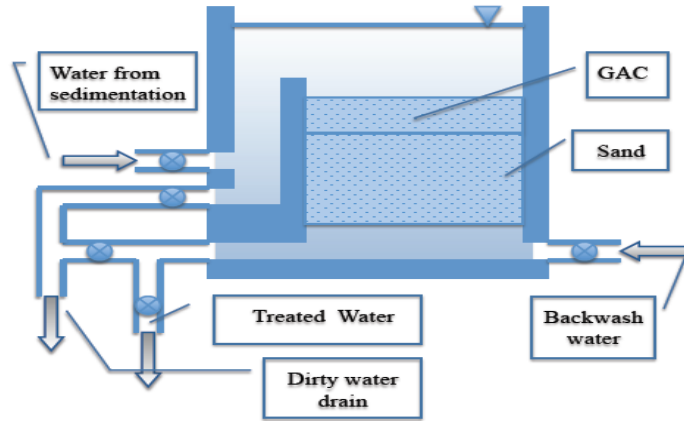 Water from
sedimentation
GAC
Sand
Treated Water
Backwash
water
Dirty water
drain